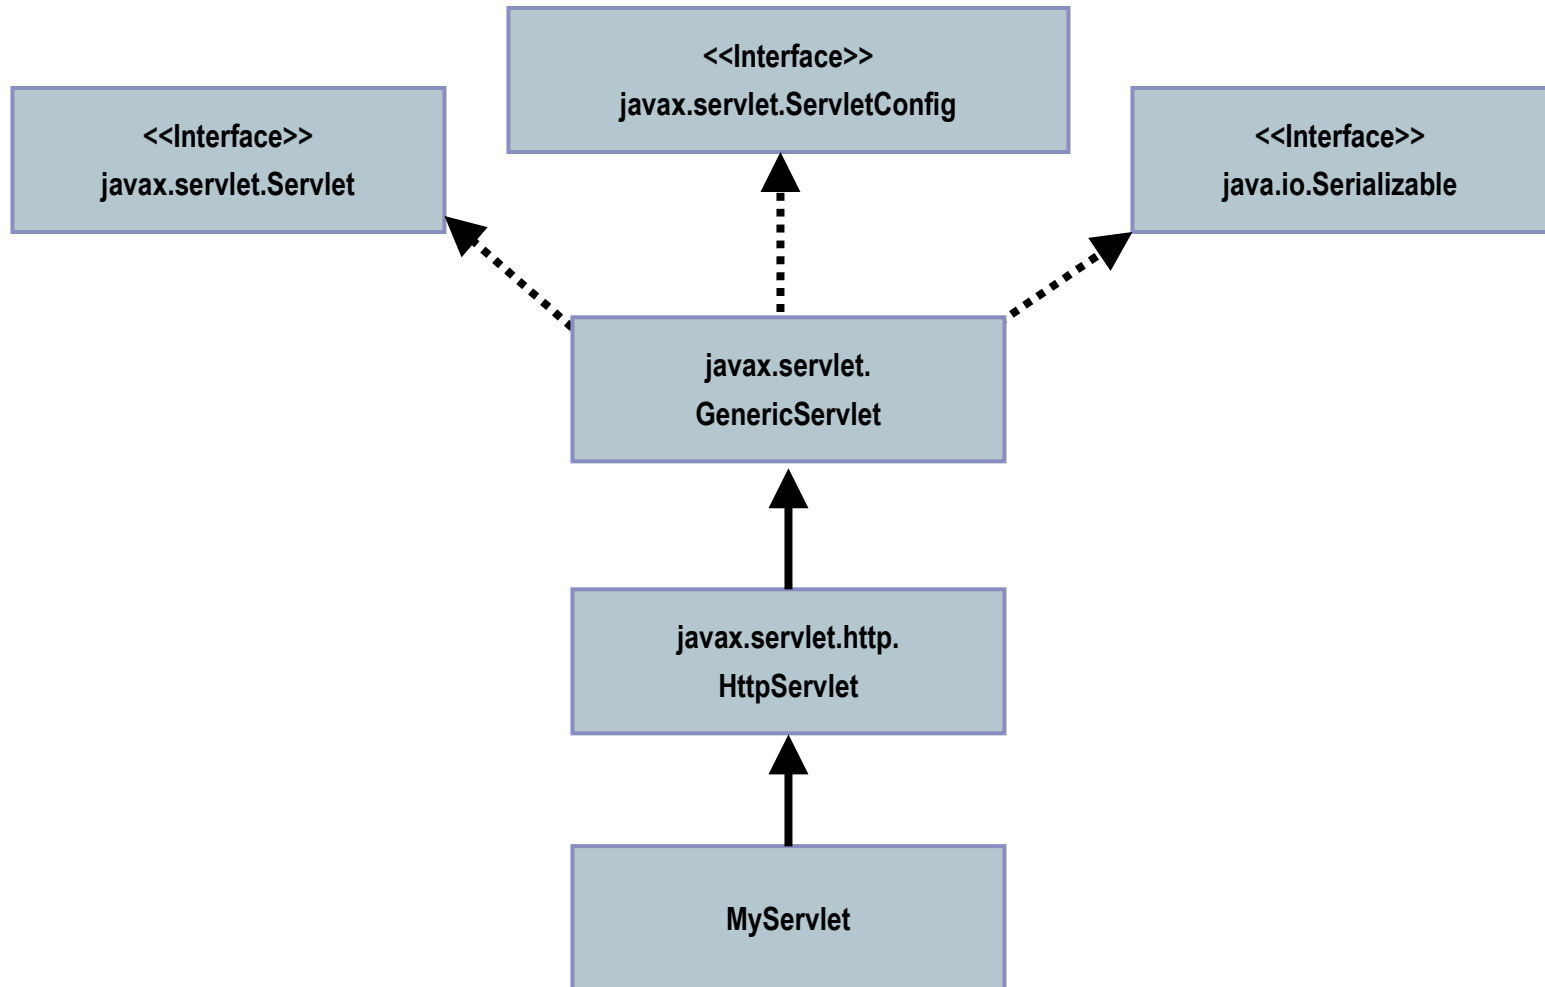 <<Interface>>
javax.servlet.ServletConfig
<<Interface>>
javax.servlet.Servlet
<<Interface>>
java.io.Serializable
javax.servlet.
GenericServlet
javax.servlet.http.
HttpServlet
MyServlet